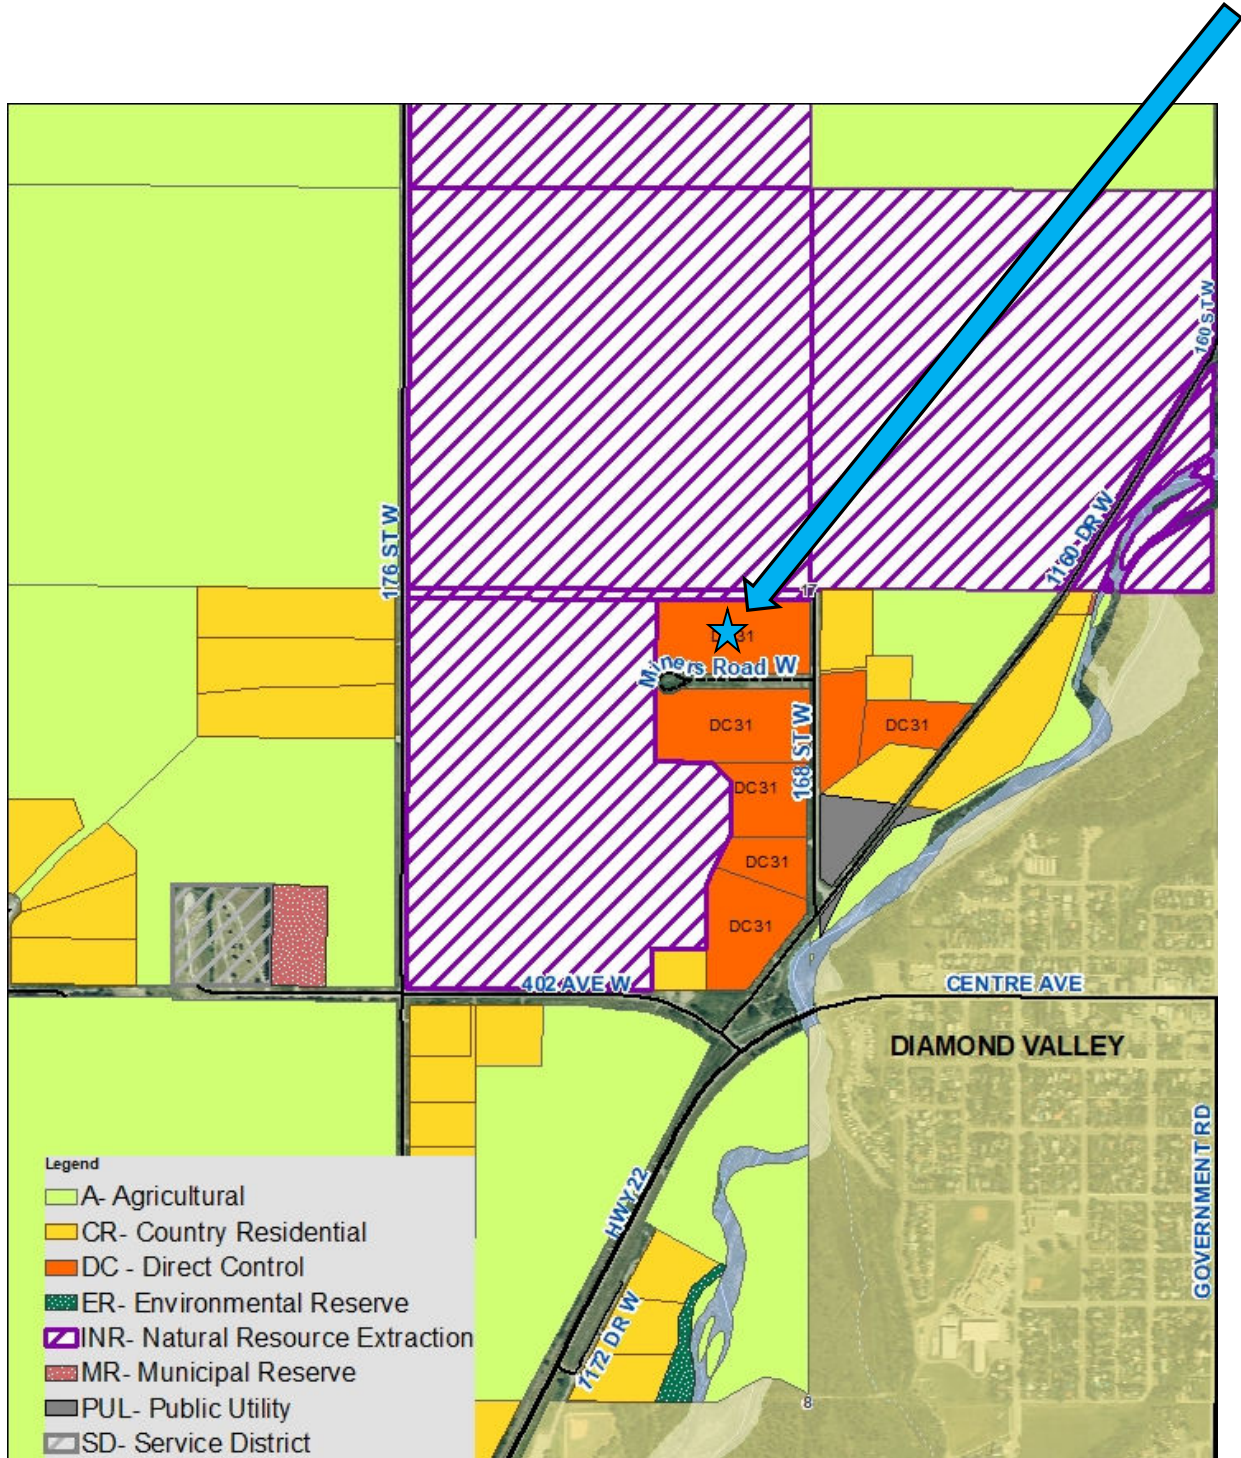 160 ST W
176 ST W
1160 DR W
17
DC31
Miners Road W
DC31
168 ST W
DC31
DC31
DC31
DC31
402 AVE W
CENTRE AVE
DIAMOND VALLEY
GOVERNMENT RD
HWY 22
1172 DR W
8
Legend
A- Agricultural
CR- Country Residential
DC - Direct Control
ER- Environmental Reserve
INR- Natural Resource Extraction
MR- Municipal Reserve
PUL- Public Utility
SD- Service District